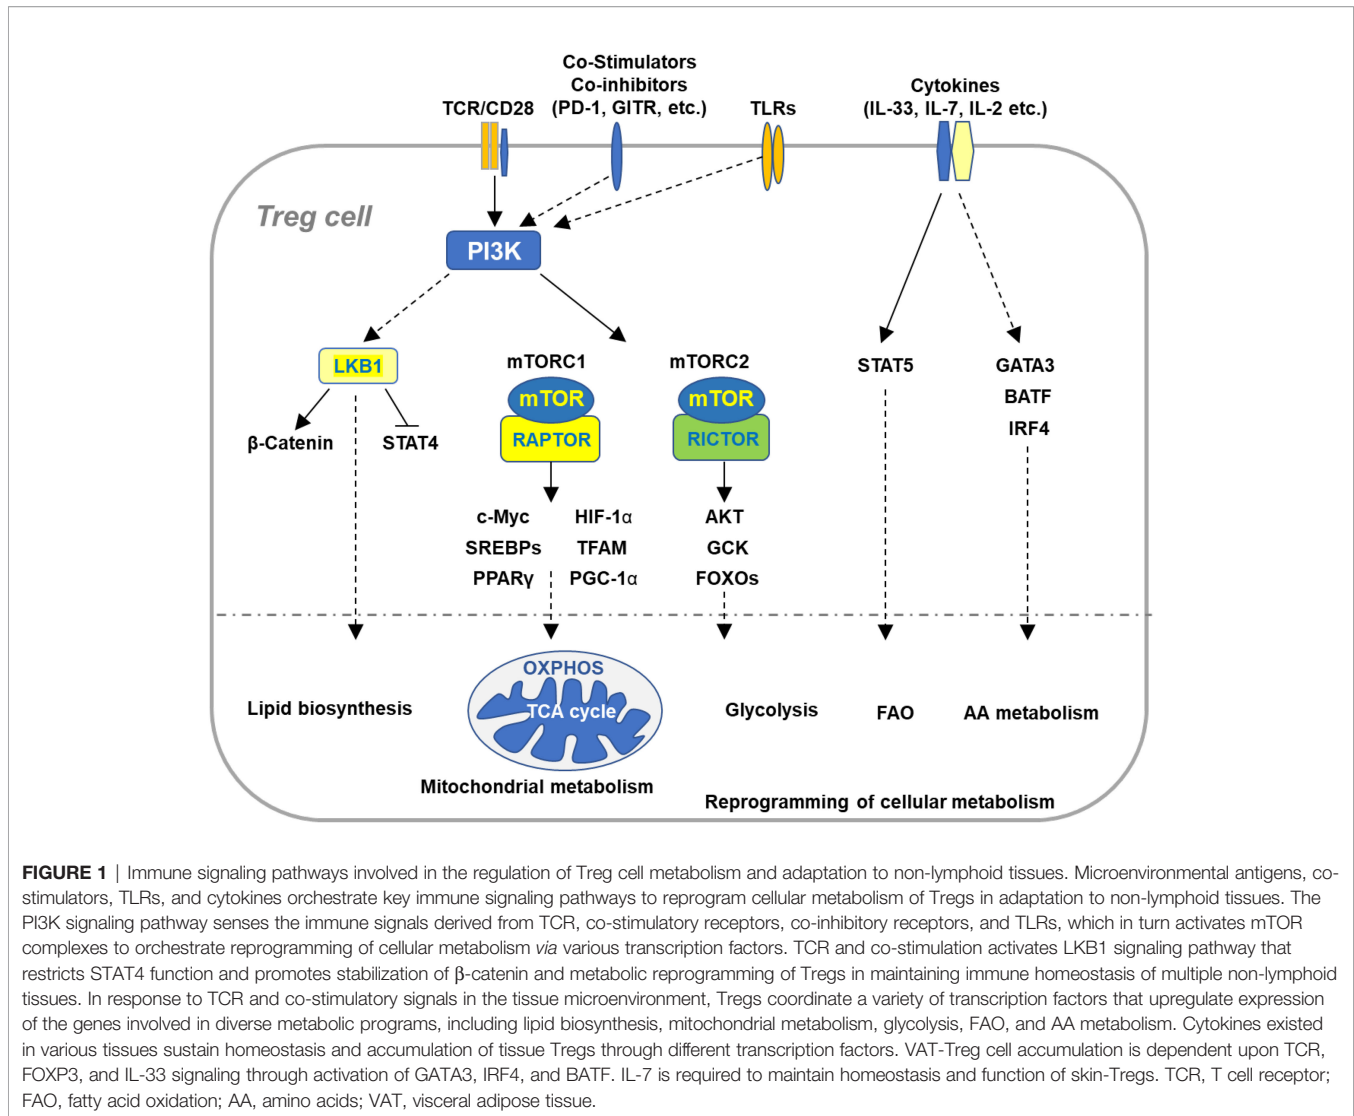 Co-Stimulators
Co-inhibitors
(PD-1, GITR, etc.)
TCR/CD28
TLRs
Cytokines
(IL-33, IL-7, IL-2 etc.)
Treg cell
PI3K
LKB1
mTORC1
mTORC2
STAT5
GATA3
BATF
IRF4
mTOR
RAPTOR
mTOR
RICTOR
β-Catenin
STAT4
c-Myc
HIF-1α
AKT
SREBPs
TFAM
GCK
PPARγ
PGC-1α
FOXOs
OXPHOS
TCA cycle
Lipid biosynthesis
Glycolysis
FAO
AA metabolism
Mitochondrial metabolism
Reprogramming of cellular metabolism
FIGURE 1 | Immune signaling pathways involved in the regulation of Treg cell metabolism and adaptation to non-lymphoid tissues. Microenvironmental antigens, co-
stimulators, TLRs, and cytokines orchestrate key immune signaling pathways to reprogram cellular metabolism of Tregs in adaptation to non-lymphoid tissues. The
PI3K signaling pathway senses the immune signals derived from TCR, co-stimulatory receptors, co-inhibitory receptors, and TLRs, which in turn activates mTOR
complexes to orchestrate reprogramming of cellular metabolism via various transcription factors. TCR and co-stimulation activates LKB1 signaling pathway that
restricts STAT4 function and promotes stabilization of β-catenin and metabolic reprogramming of Tregs in maintaining immune homeostasis of multiple non-lymphoid
tissues. In response to TCR and co-stimulatory signals in the tissue microenvironment, Tregs coordinate a variety of transcription factors that upregulate expression
of the genes involved in diverse metabolic programs, including lipid biosynthesis, mitochondrial metabolism, glycolysis, FAO, and AA metabolism. Cytokines existed
in various tissues sustain homeostasis and accumulation of tissue Tregs through different transcription factors. VAT-Treg cell accumulation is dependent upon TCR,
FOXP3, and IL-33 signaling through activation of GATA3, IRF4, and BATF. IL-7 is required to maintain homeostasis and function of skin-Tregs. TCR, T cell receptor;
FAO, fatty acid oxidation; AA, amino acids; VAT, visceral adipose tissue.